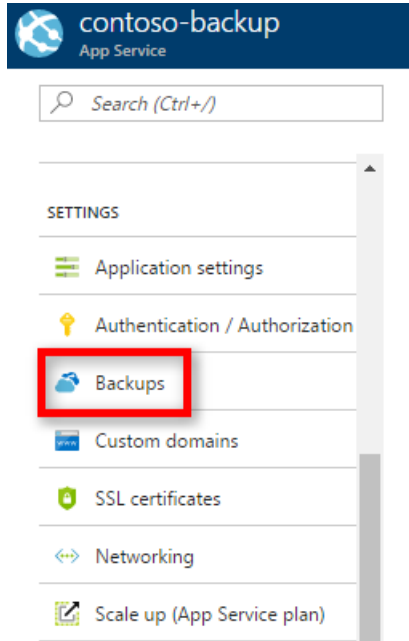 contoso-backup
App Service
Search (Ctrl+/)
SETTINGS
Application settings
Authentication / Authorization
Backups
www
Custom domains
SSL certificates
Networking
Scale up (App Service plan)